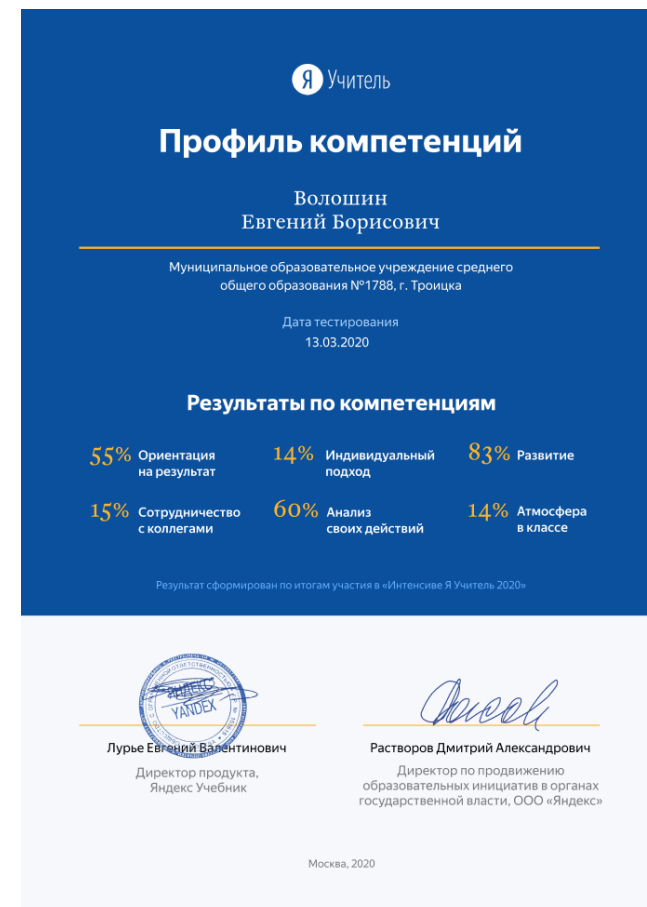 Я Учитель
Профиль компетенций
Волошин
Евгений Борисович
Муниципальное образовательное учреждение среднего
общего образования №1788, г. Троицка
Дата тестирования
13.03.2020
Результаты по компетенциям
55% Ориентация
на результат
14% Индивидуальный
подход
83% Развитие
15% Сотрудничество
с коллегами
60% Анализ
своих действий
14% Атмосфера
в классе
Результат сформирован по итогам участия в «Интенсиве Я Учитель 2020»
ЯНДЕКС
YANDEX
Лурье Евгений Валентинович
Директор продукта,
Яндекс Учебник
Растворов Дмитрий Александрович
Директор по продвижению
образовательных инициатив в органах
государственной власти, ООО «Яндекс»
Москва, 2020